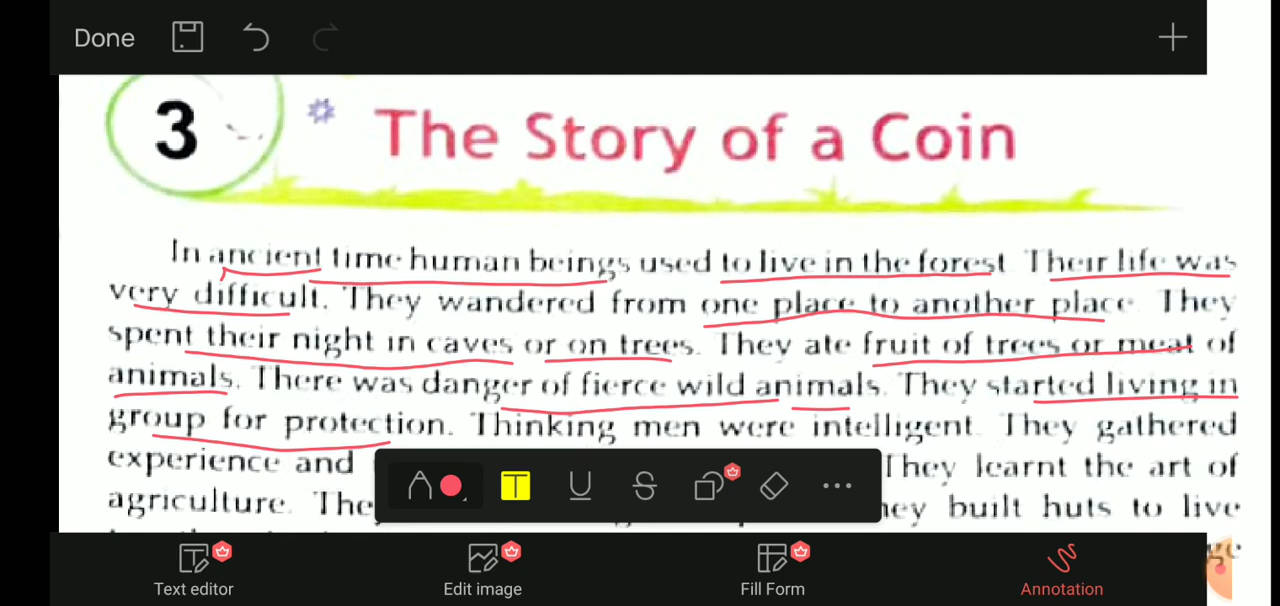 Done
3
The Story of a Coin
In ancient time human beings used to live in the forest. Their life was
very difficult. They wandered from one place to another place. They
spent their night in caves or on trees. They ate fruit of trees or meat of
animals. There was danger of fierce wild animals. They started living in
group for protection. Thinking men were intelligent. They gathered
experience and They learnt the art of
agriculture. built huts to live
Text editor
Edit image
Fill Form
Annotation